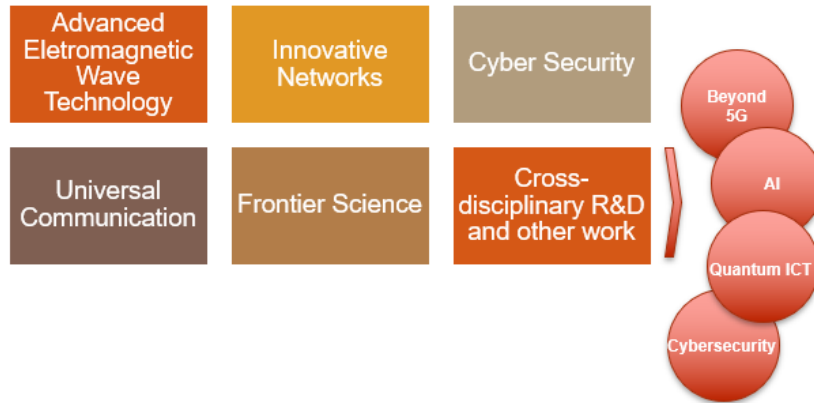 Advanced
Eletromagnetic
Wave
Technology
Innovative
Networks
Cyber Security
Universal
Communication
Frontier Science
Cross-
disciplinary R&D
and other work
Beyond
5G
AI
Quantum ICT
Cybersecurity